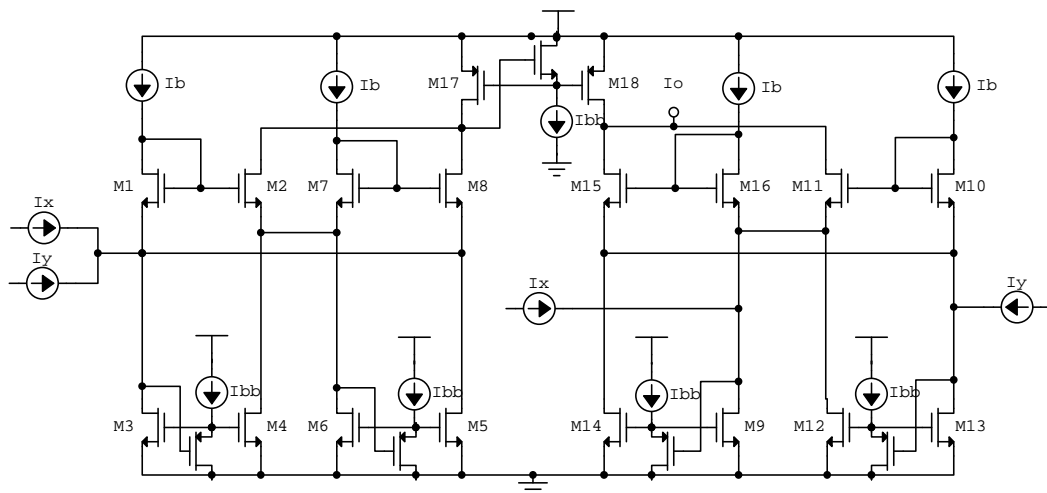 M17 M18 Io
Ib Ib Ib Ib
Ibb
M1 M2 M7 M8 M15 M16 M11 M10
Ix
Iy
Ix Iy
Ibb Ibb Ibb Ibb
M3 M4 M6 M5 M14 M9 M12 M13